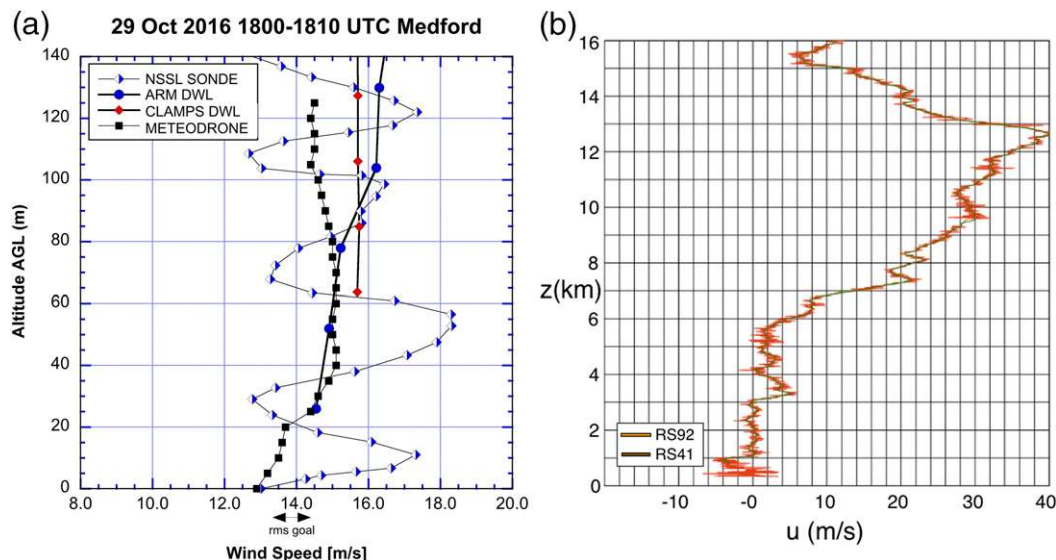 (a)
29 Oct 2016 1800-1810 UTC Medford
140
120
100
80
60
40
20
0
Altitude AGL (m)
NSSL SONDE
ARM DWL
CLAMPS DWL
METEODRONE
8.0 10.0 12.0 14.0 16.0 18.0 20.0
rms goal
Wind Speed [m/s]
(b)
16
14
12
10
8
z(km)
6
4
2
0
RS92
RS41
-10 -0 10 20 30 40
u (m/s)